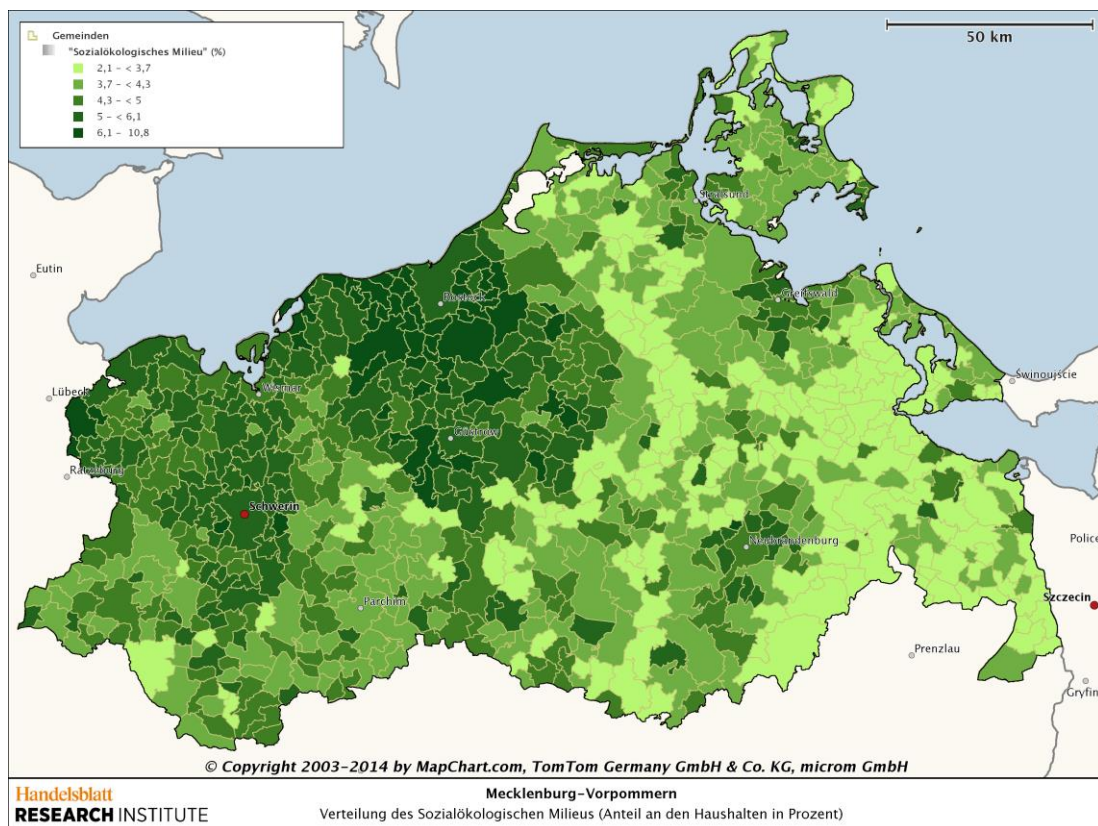 Gemeinden
"Sozialökologisches Milieu" (%)
2,1 - < 3,7
3,7 - < 4,3
4,3 - < 5
5 - < 6,1
6,1 - 10,8
50 km
Stralsund
Eutin
Rostock
Greifswald
Lübeck
Wismar
Świnoujście
Güstrow
Ratzeburg
Schwerin
Neubrandenburg
Police
Parchim
Szczecin
Prenzlau
Gryfin
© Copyright 2003-2014 by MapChart.com, TomTom Germany GmbH & Co. KG, microm GmbH
Handelsblatt
RESEARCH INSTITUTE
Mecklenburg-Vorpommern
Verteilung des Sozialökologischen Milieus (Anteil an den Haushalten in Prozent)